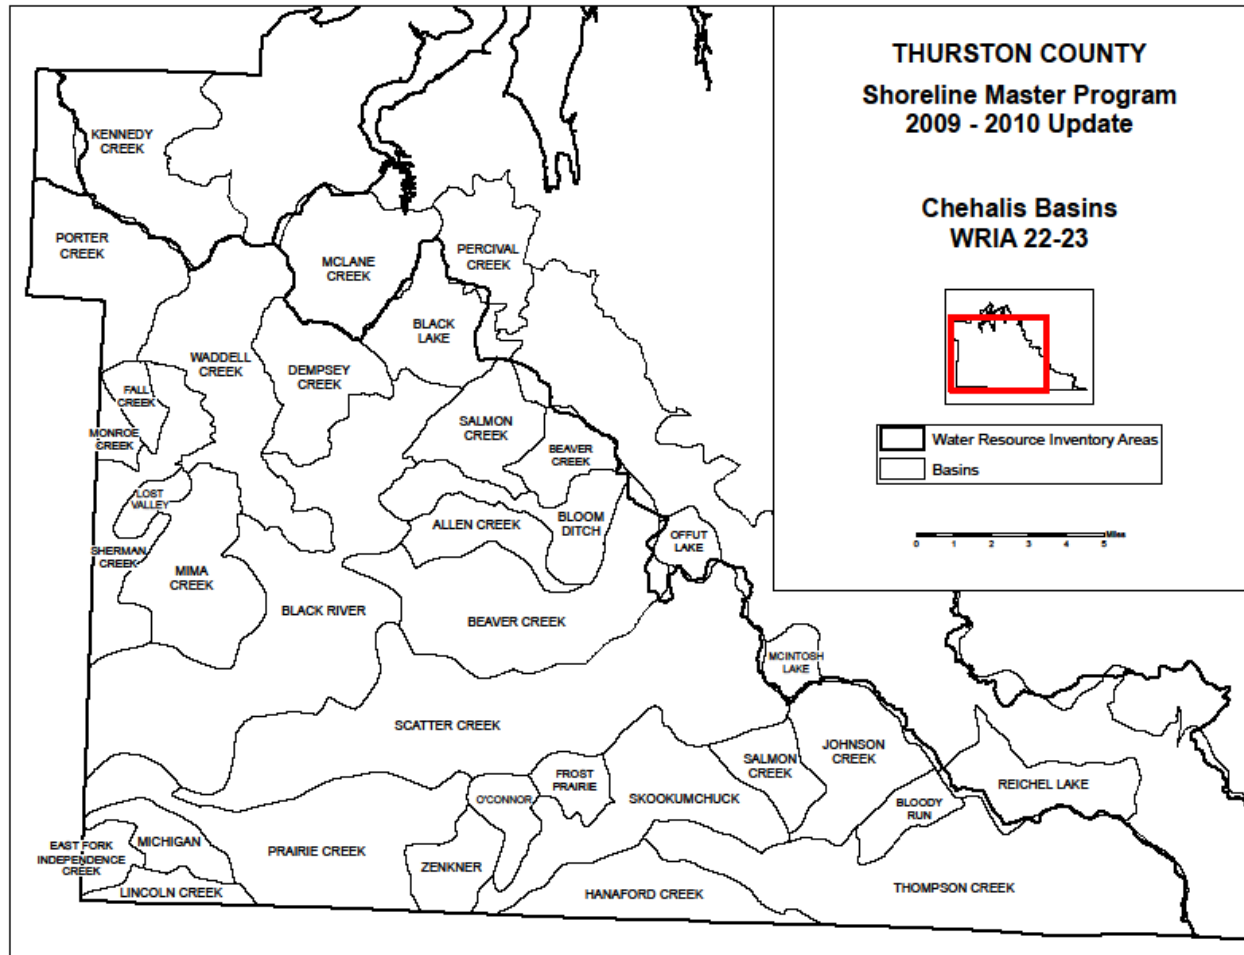 THURSTON COUNTY
Shoreline Master Program
2009 - 2010 Update
Chehalis Basins
WRIA 22-23
Water Resource Inventory Areas
Basins
Miles
0 1 2 3 4 5
KENNEDY
CREEK
PORTER
CREEK
MCLANE
CREEK
PERCIVAL
CREEK
BLACK
LAKE
WADDELL
CREEK
DEMPSEY
CREEK
FALL
CREEK
MONROE
CREEK
SALMON
CREEK
BEAVER
CREEK
LOST
VALLEY
ALLEN CREEK
BLOOM
DITCH
OFFUT
LAKE
SHERMAN
CREEK
MIMA
CREEK
BLACK RIVER
BEAVER CREEK
MCINTOSH
LAKE
SCATTER CREEK
SALMON
CREEK
JOHNSON
CREEK
FROST
PRAIRIE
O'CONNOR
SKOOKUMCHUCK
BLOODY
RUN
REICHEL LAKE
EAST FORK
INDEPENDENCE
CREEK
MICHIGAN
PRAIRIE CREEK
ZENKNER
LINCOLN CREEK
HANAFORD CREEK
THOMPSON CREEK